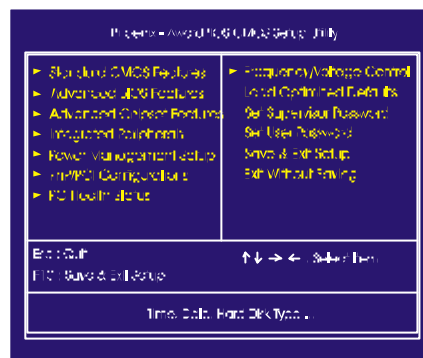 Phoenix - Award BIOS CMOS Setup Utility
► Standard CMOS Features
► Advanced BIOS Features
► Advanced Chipset Features
► Integrated Peripherals
► Power Management Setup
► PnP/PCI Configurations
► PC Health Status
► Frequency/Voltage Control
Load Optimized Defaults
Set Supervisor Password
Set User Password
Save & Exit Setup
Exit Without Saving
Esc : Quit
F10 : Save & Exit Setup
↑ ↓ → ← : Select Item
Time, Date, Hard Disk Type ...